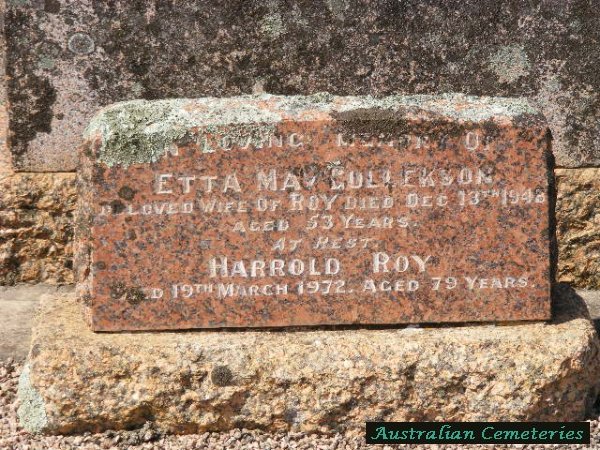 IN LOVING MEMORY OF
ETTA MAY GULLEKSON
BELOVED WIFE OF ROY DIED DEC 13TH 1948
AGED 53 YEARS.
AT REST
HARROLD ROY
DIED 19TH MARCH 1972. AGED 79 YEARS.
Australian Cemeteries